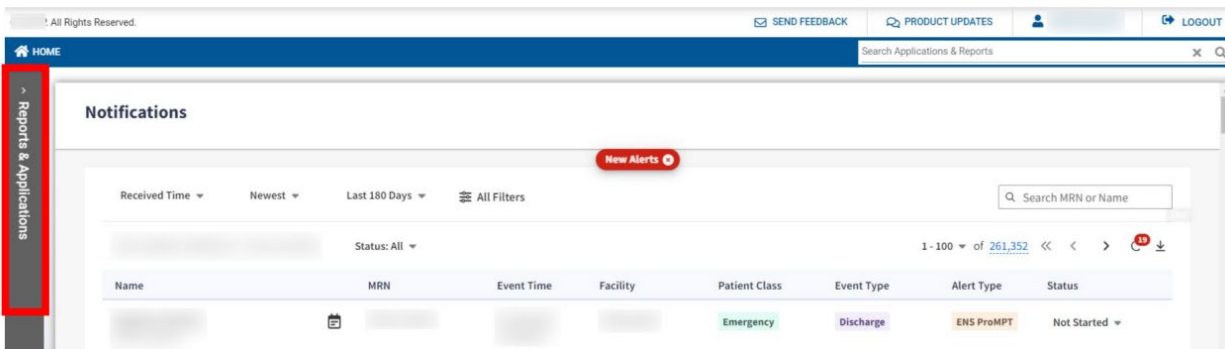 All Rights Reserved.
SEND FEEDBACK
PRODUCT UPDATES
LOGOUT
HOME
Search Applications & Reports
Reports & Applications
Notifications
New Alerts
Received Time
Newest
Last 180 Days
All Filters
Search MRN or Name
Status: All
1 - 100 of 261,352
19
Name MRN Event Time Facility Patient Class Event Type Alert Type Status
Emergency Discharge ENS ProMPT Not Started